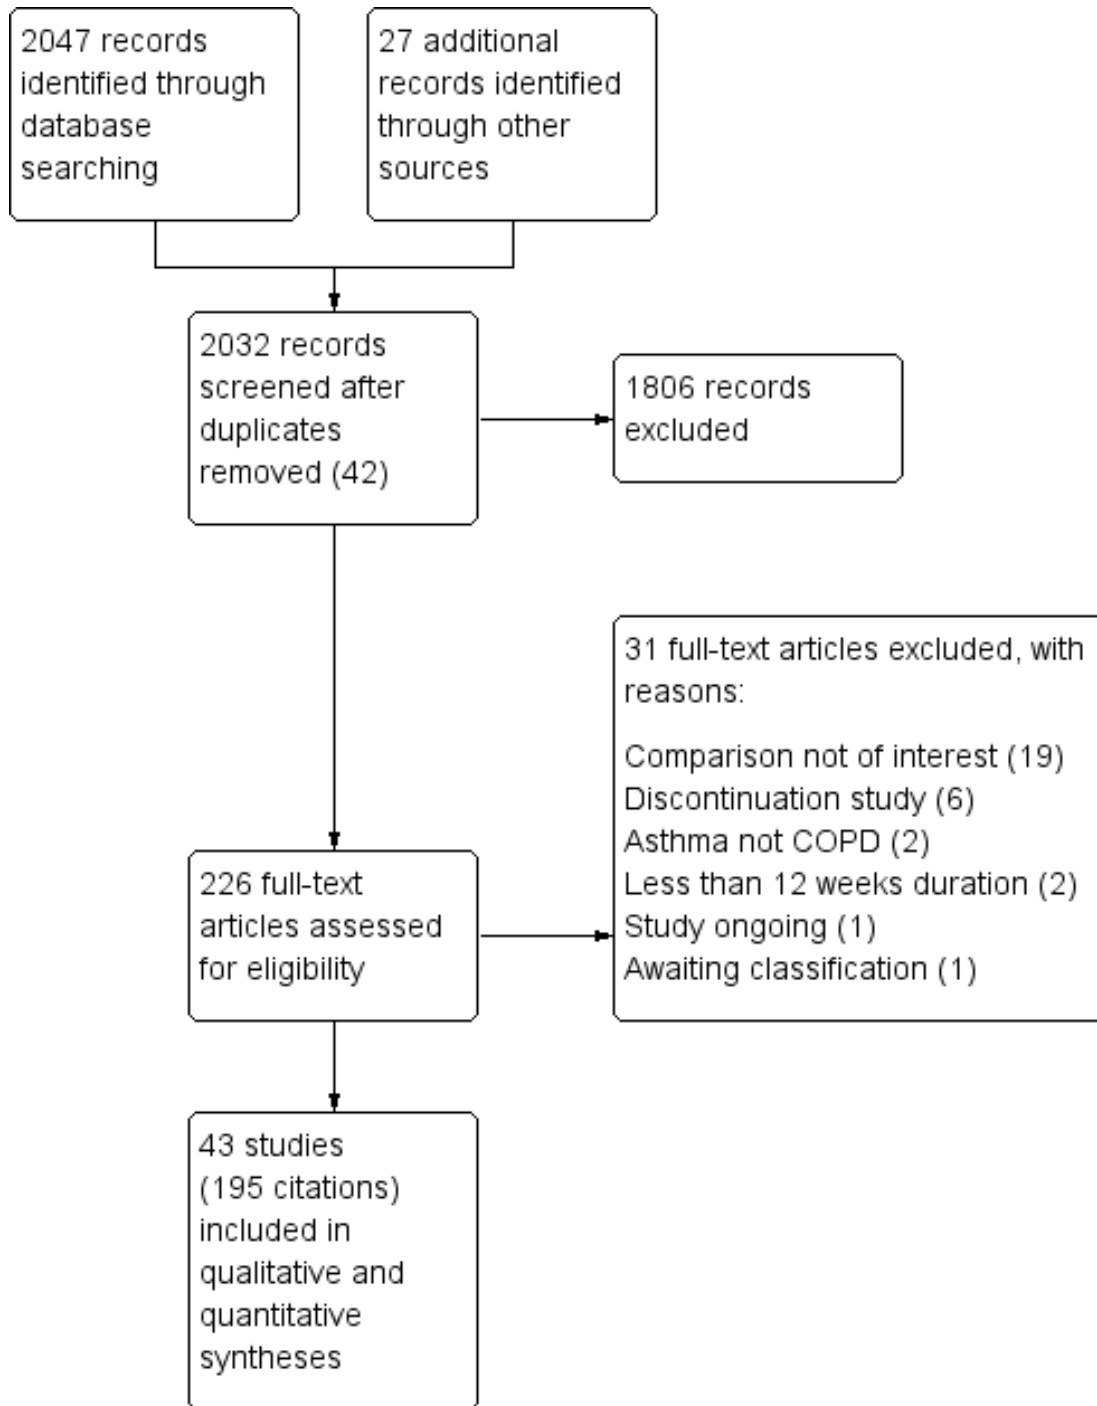 2047 records
identified through
database
searching
27 additional
records identified
through other
sources
2032 records
screened after
duplicates
removed (42)
1806 records
excluded
31 full-text articles excluded, with
reasons:
Comparison not of interest (19)
Discontinuation study (6)
Asthma not COPD (2)
Less than 12 weeks duration (2)
Study ongoing (1)
Awaiting classification (1)
226 full-text
articles assessed
for eligibility
43 studies
(195 citations)
included in
qualitative and
quantitative
syntheses